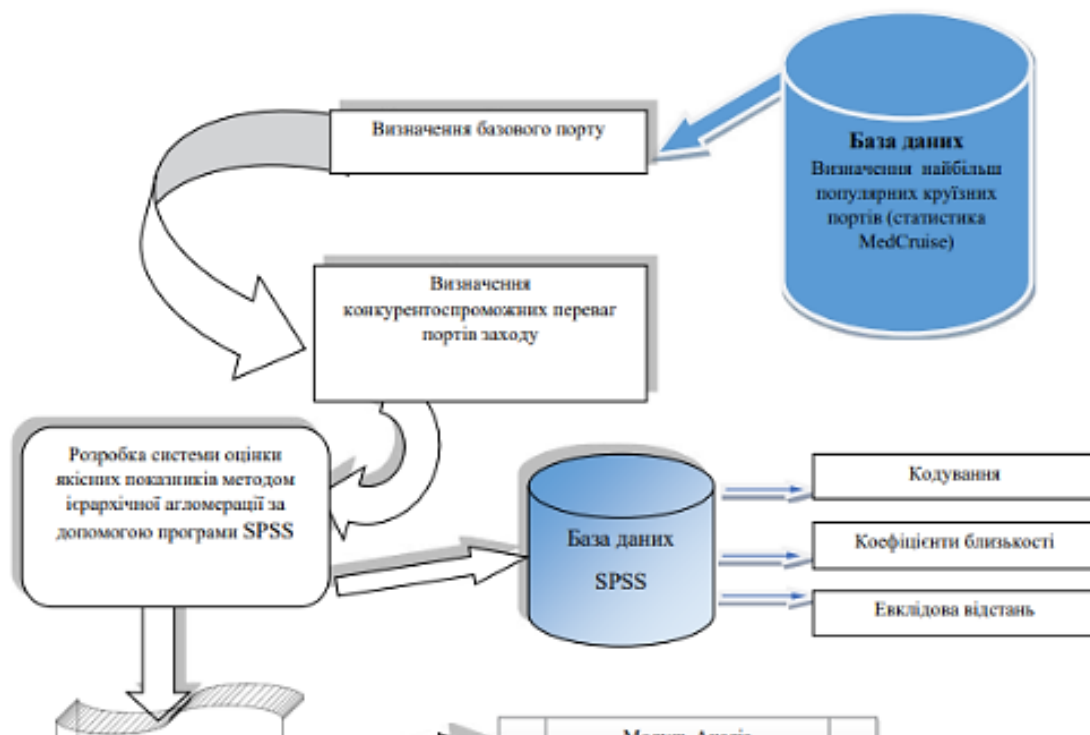 База даних
Визначення найбільш
популярних круїзних
портів (статистика
MedCruise)
Визначення базового порту
Визначення
конкурентоспроможних переваг
портів заходу
Розробка системи оцінки
якісних показників методом
ієрархічної агломерації за
допомогою програми SPSS
База даних
SPSS
Кодування
Коефіцієнти близькості
Евклідова відстань